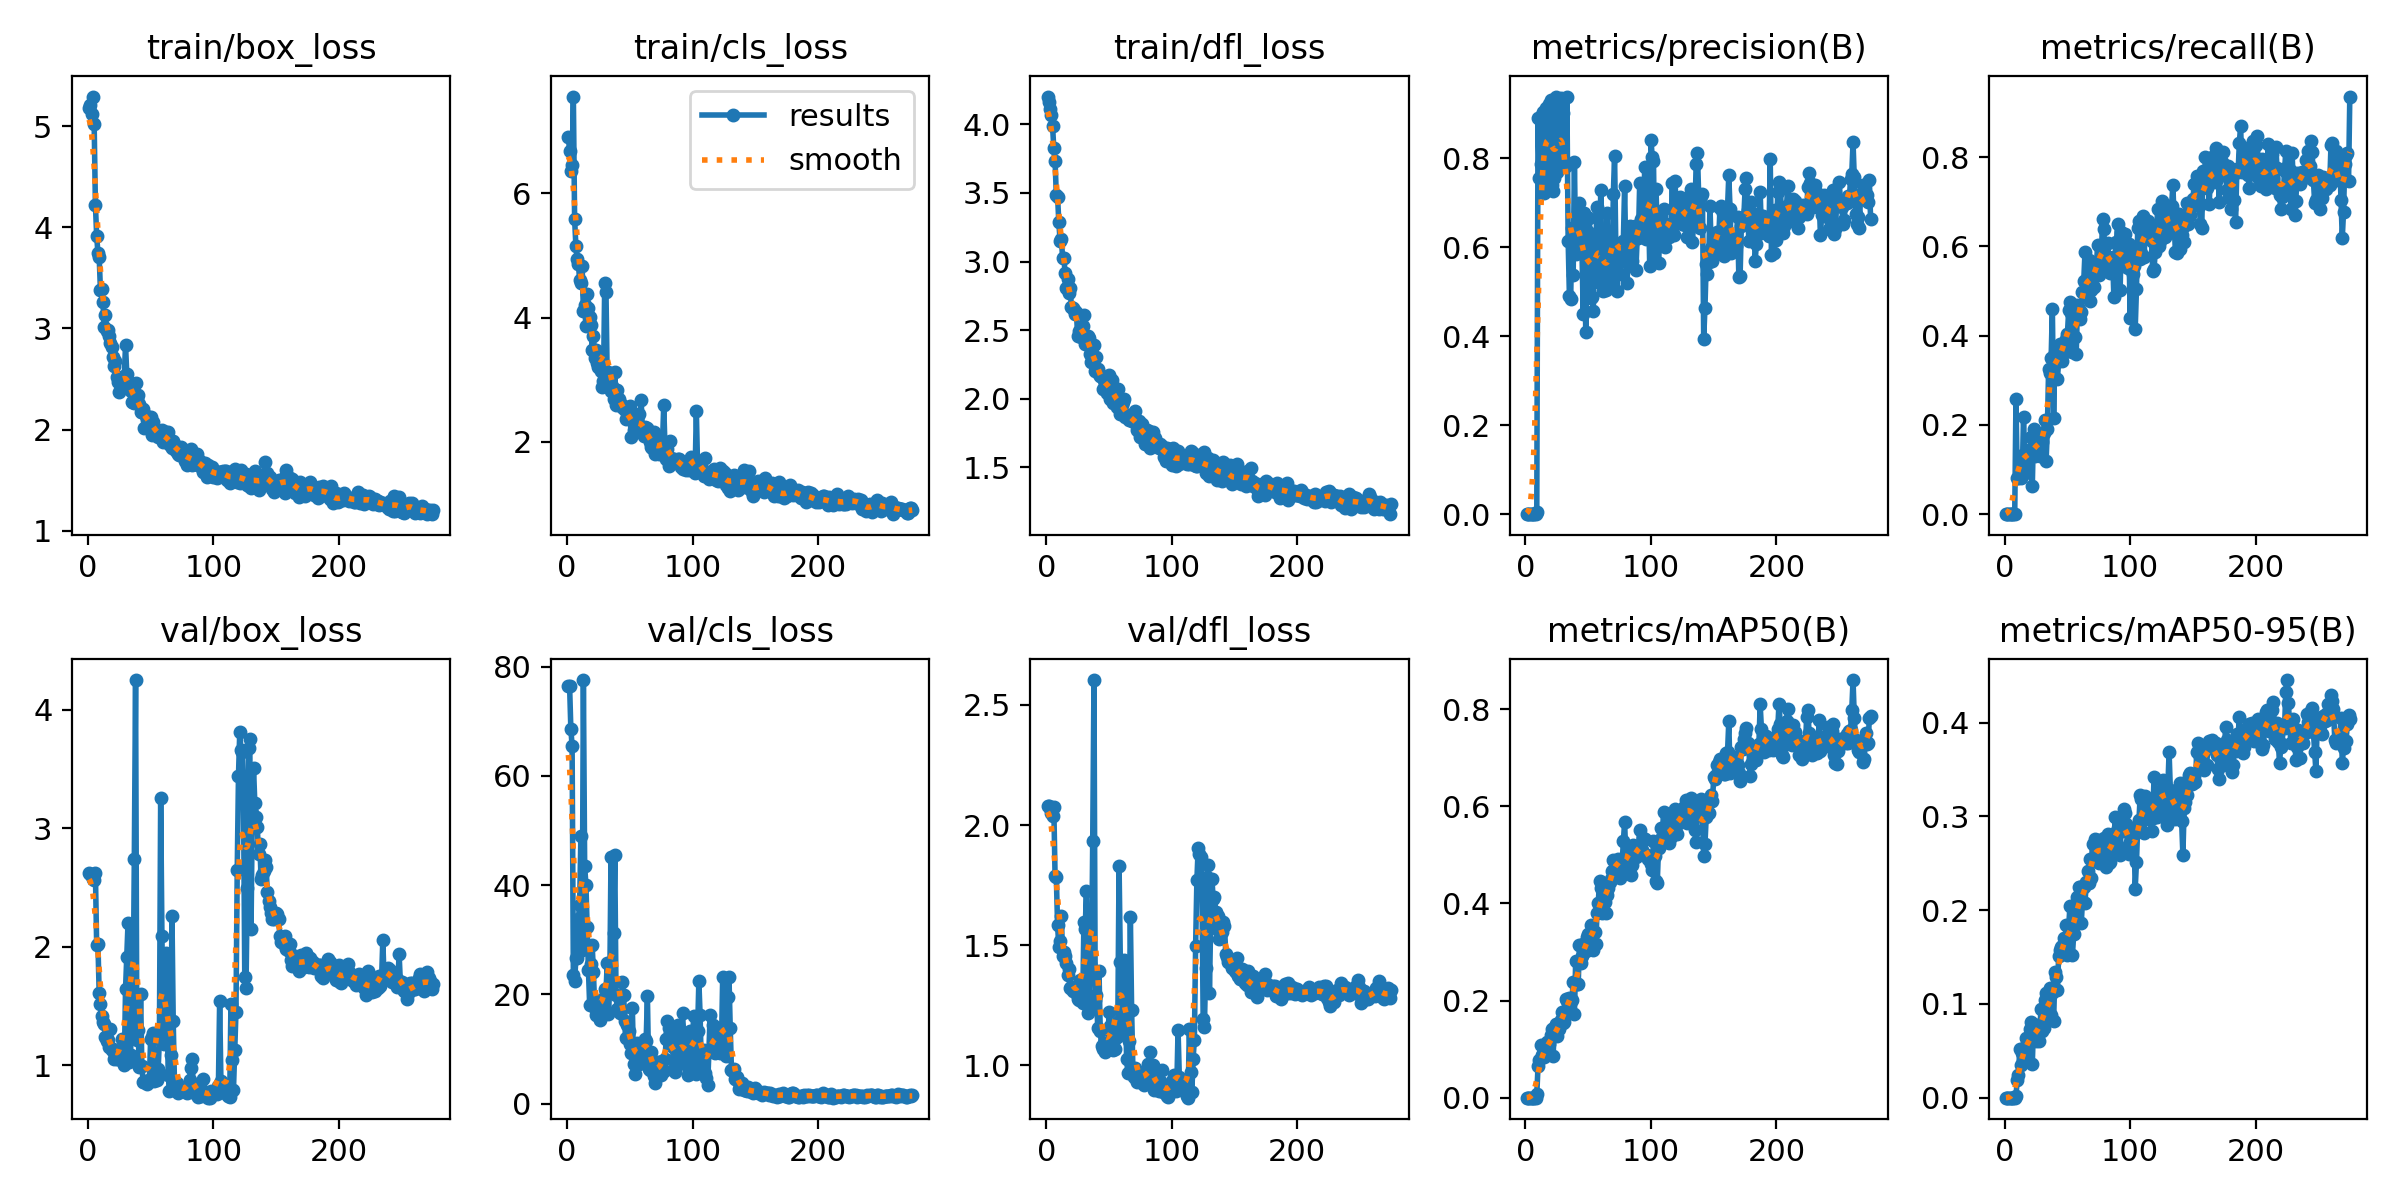 train/box_loss
5
4
3
2
1
0 100 200
train/cls_loss
results
smooth
6
4
2
0 100 200
train/dfl_loss
4.0
3.5
3.0
2.5
2.0
1.5
0 100 200
metrics/precision(B)
0.8
0.6
0.4
0.2
0.0
0 100 200
metrics/recall(B)
0.8
0.6
0.4
0.2
0.0
0 100 200
val/box_loss
4
3
2
1
0 100 200
val/cls_loss
80
60
40
20
0
0 100 200
val/dfl_loss
2.5
2.0
1.5
1.0
0 100 200
metrics/mAP50(B)
0.8
0.6
0.4
0.2
0.0
0 100 200
metrics/mAP50-95(B)
0.4
0.3
0.2
0.1
0.0
0 100 200